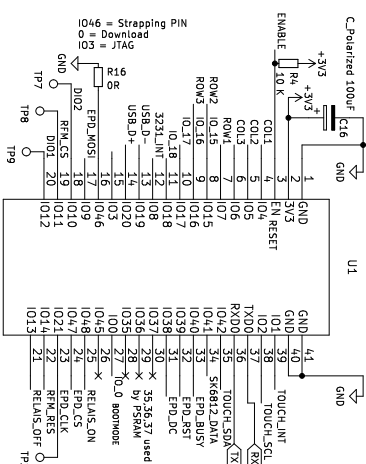 IO46 = Strapping PIN
0 = Download
IO3 = JTAG
C_Polarized 100uF
C16
+3V3
+3V3
R4
10 K
ENABLE
GND
GND
R16
0R
TP7
TP8
TP9
DIO2
RFM_CS
DIO1
EPD_MOSI
USB_D+
USB_D-
3231_INT
IO_18
IO_17
IO_16
ROW3
IO_15
ROW2
ROW1
COL3
COL2
COL1
20
19
18
17
16
15
14
13
12
11
10
9
8
7
6
5
4
3
2
1
IO12
IO11
IO10
IO9
IO46
IO3
IO20
IO19
IO8
IO18
IO17
IO16
IO15
IO7
IO6
IO5
IO4
EN RESET
3V3
GND
U1
IO13
IO14
IO21
IO47
IO48
IO45
IO0
IO35
IO36
IO37
IO38
IO39
IO40
IO41
IO42
RXD0
TXD0
IO2
IO1
GND
GND
21
22
23
24
25
26
27
28
29
30
31
32
33
34
35
36
37
38
39
40
41
RELAIS_OFF
RFM_RES
EPD_CLK
EPD_CS
RELAIS_ON
IO_0 BOOTMODE
35,36,37 used
by PSRAM
EPD_DC
EPD_RST
EPD_BUSY
SK6812_DATA
TOUCH_SDA
TX
RX
TOUCH_SCL
TOUCH_INT
GND